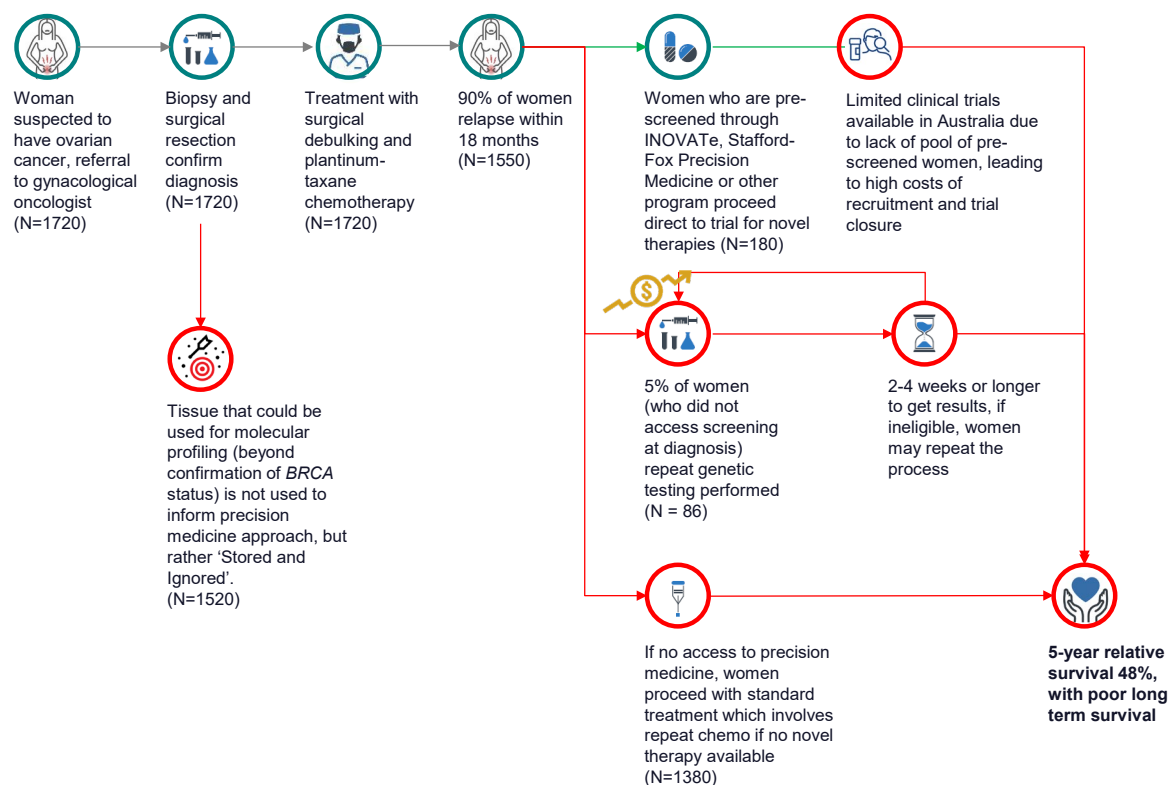 Woman
suspected to
have ovarian
cancer, referral
to gynacological
oncologist
(N=1720)
Biopsy and
surgical
resection
confirm
diagnosis
(N=1720)
Treatment with
surgical
debulking and
plantinum-
taxane
chemotherapy
(N=1720)
90% of women
relapse within
18 months
(N=1550)
Women who are pre-
screened through
INOVATe, Stafford-
Fox Precision
Medicine or other
program proceed
direct to trial for novel
therapies (N=180)
Limited clinical trials
available in Australia due
to lack of pool of pre-
screened women, leading
to high costs of
recruitment and trial
closure
$
Tissue that could be
used for molecular
profiling (beyond
confirmation of BRCA
status) is not used to
inform precision
medicine approach, but
rather ‘Stored and
Ignored’.
(N=1520)
5% of women
(who did not
access screening
at diagnosis)
repeat genetic
testing performed
(N = 86)
2-4 weeks or longer
to get results, if
ineligible, women
may repeat the
process
If no access to precision
medicine, women
proceed with standard
treatment which involves
repeat chemo if no novel
therapy available
(N=1380)
5-year relative
survival 48%,
with poor long
term survival